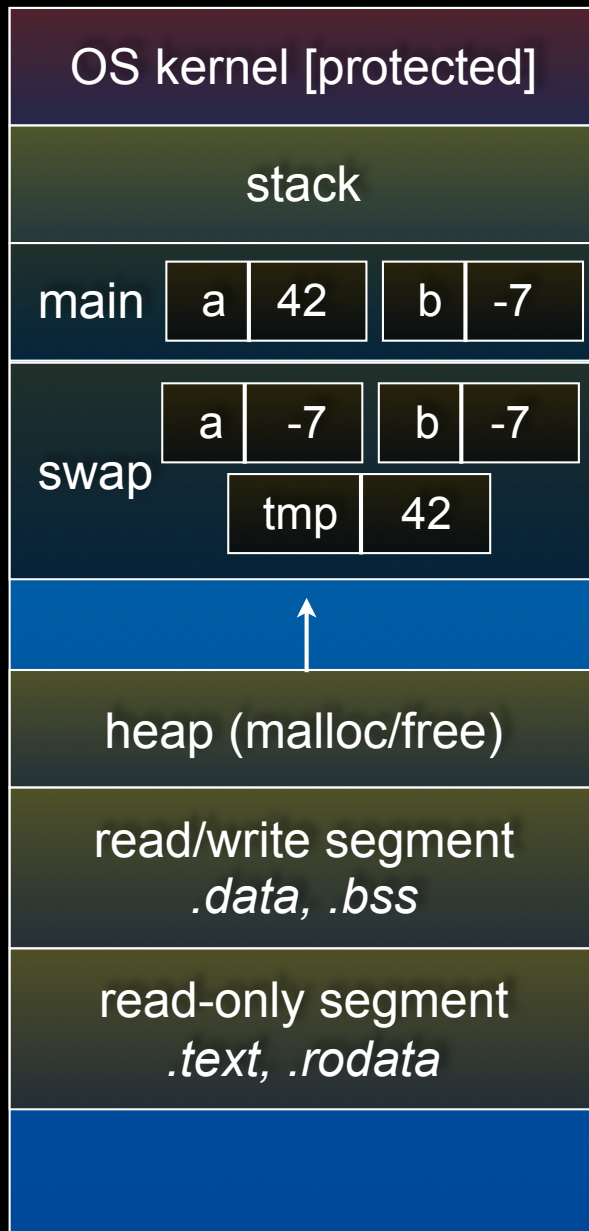 OS kernel [protected]
stack
main a 42 b -7
a -7 b -7
swap
tmp 42
heap (malloc/free)
read/write segment
.data, .bss
read-only segment
.text, .rodata